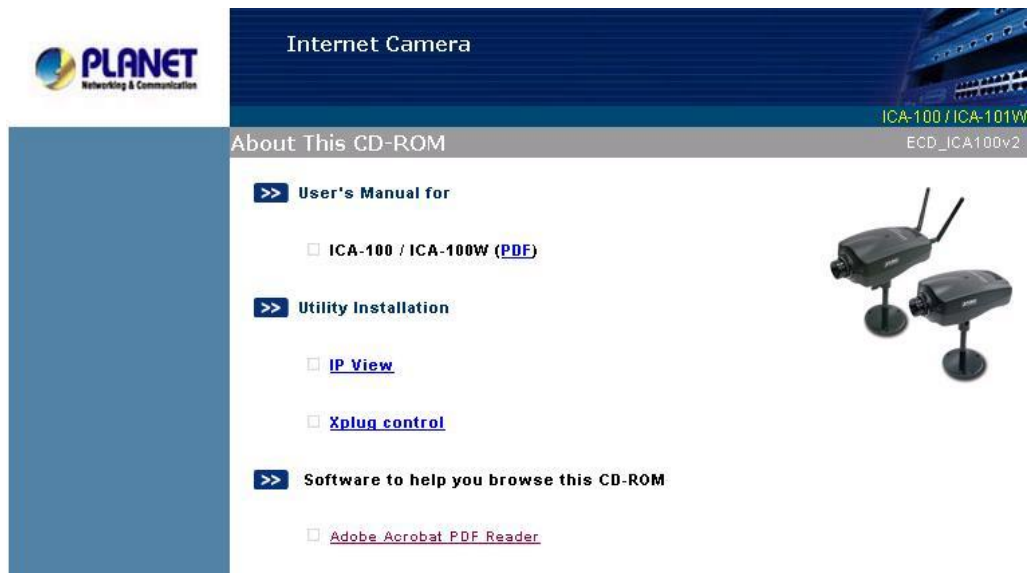 PLANET
Networking & Communication
Internet Camera
ICA-100 / ICA-101W
About This CD-ROM
ECD_ICA100v2
>> User's Manual for
ICA-100 / ICA-100W (PDF)
>> Utility Installation
IP View
Xplug control
>> Software to help you browse this CD-ROM
Adobe Acrobat PDF Reader